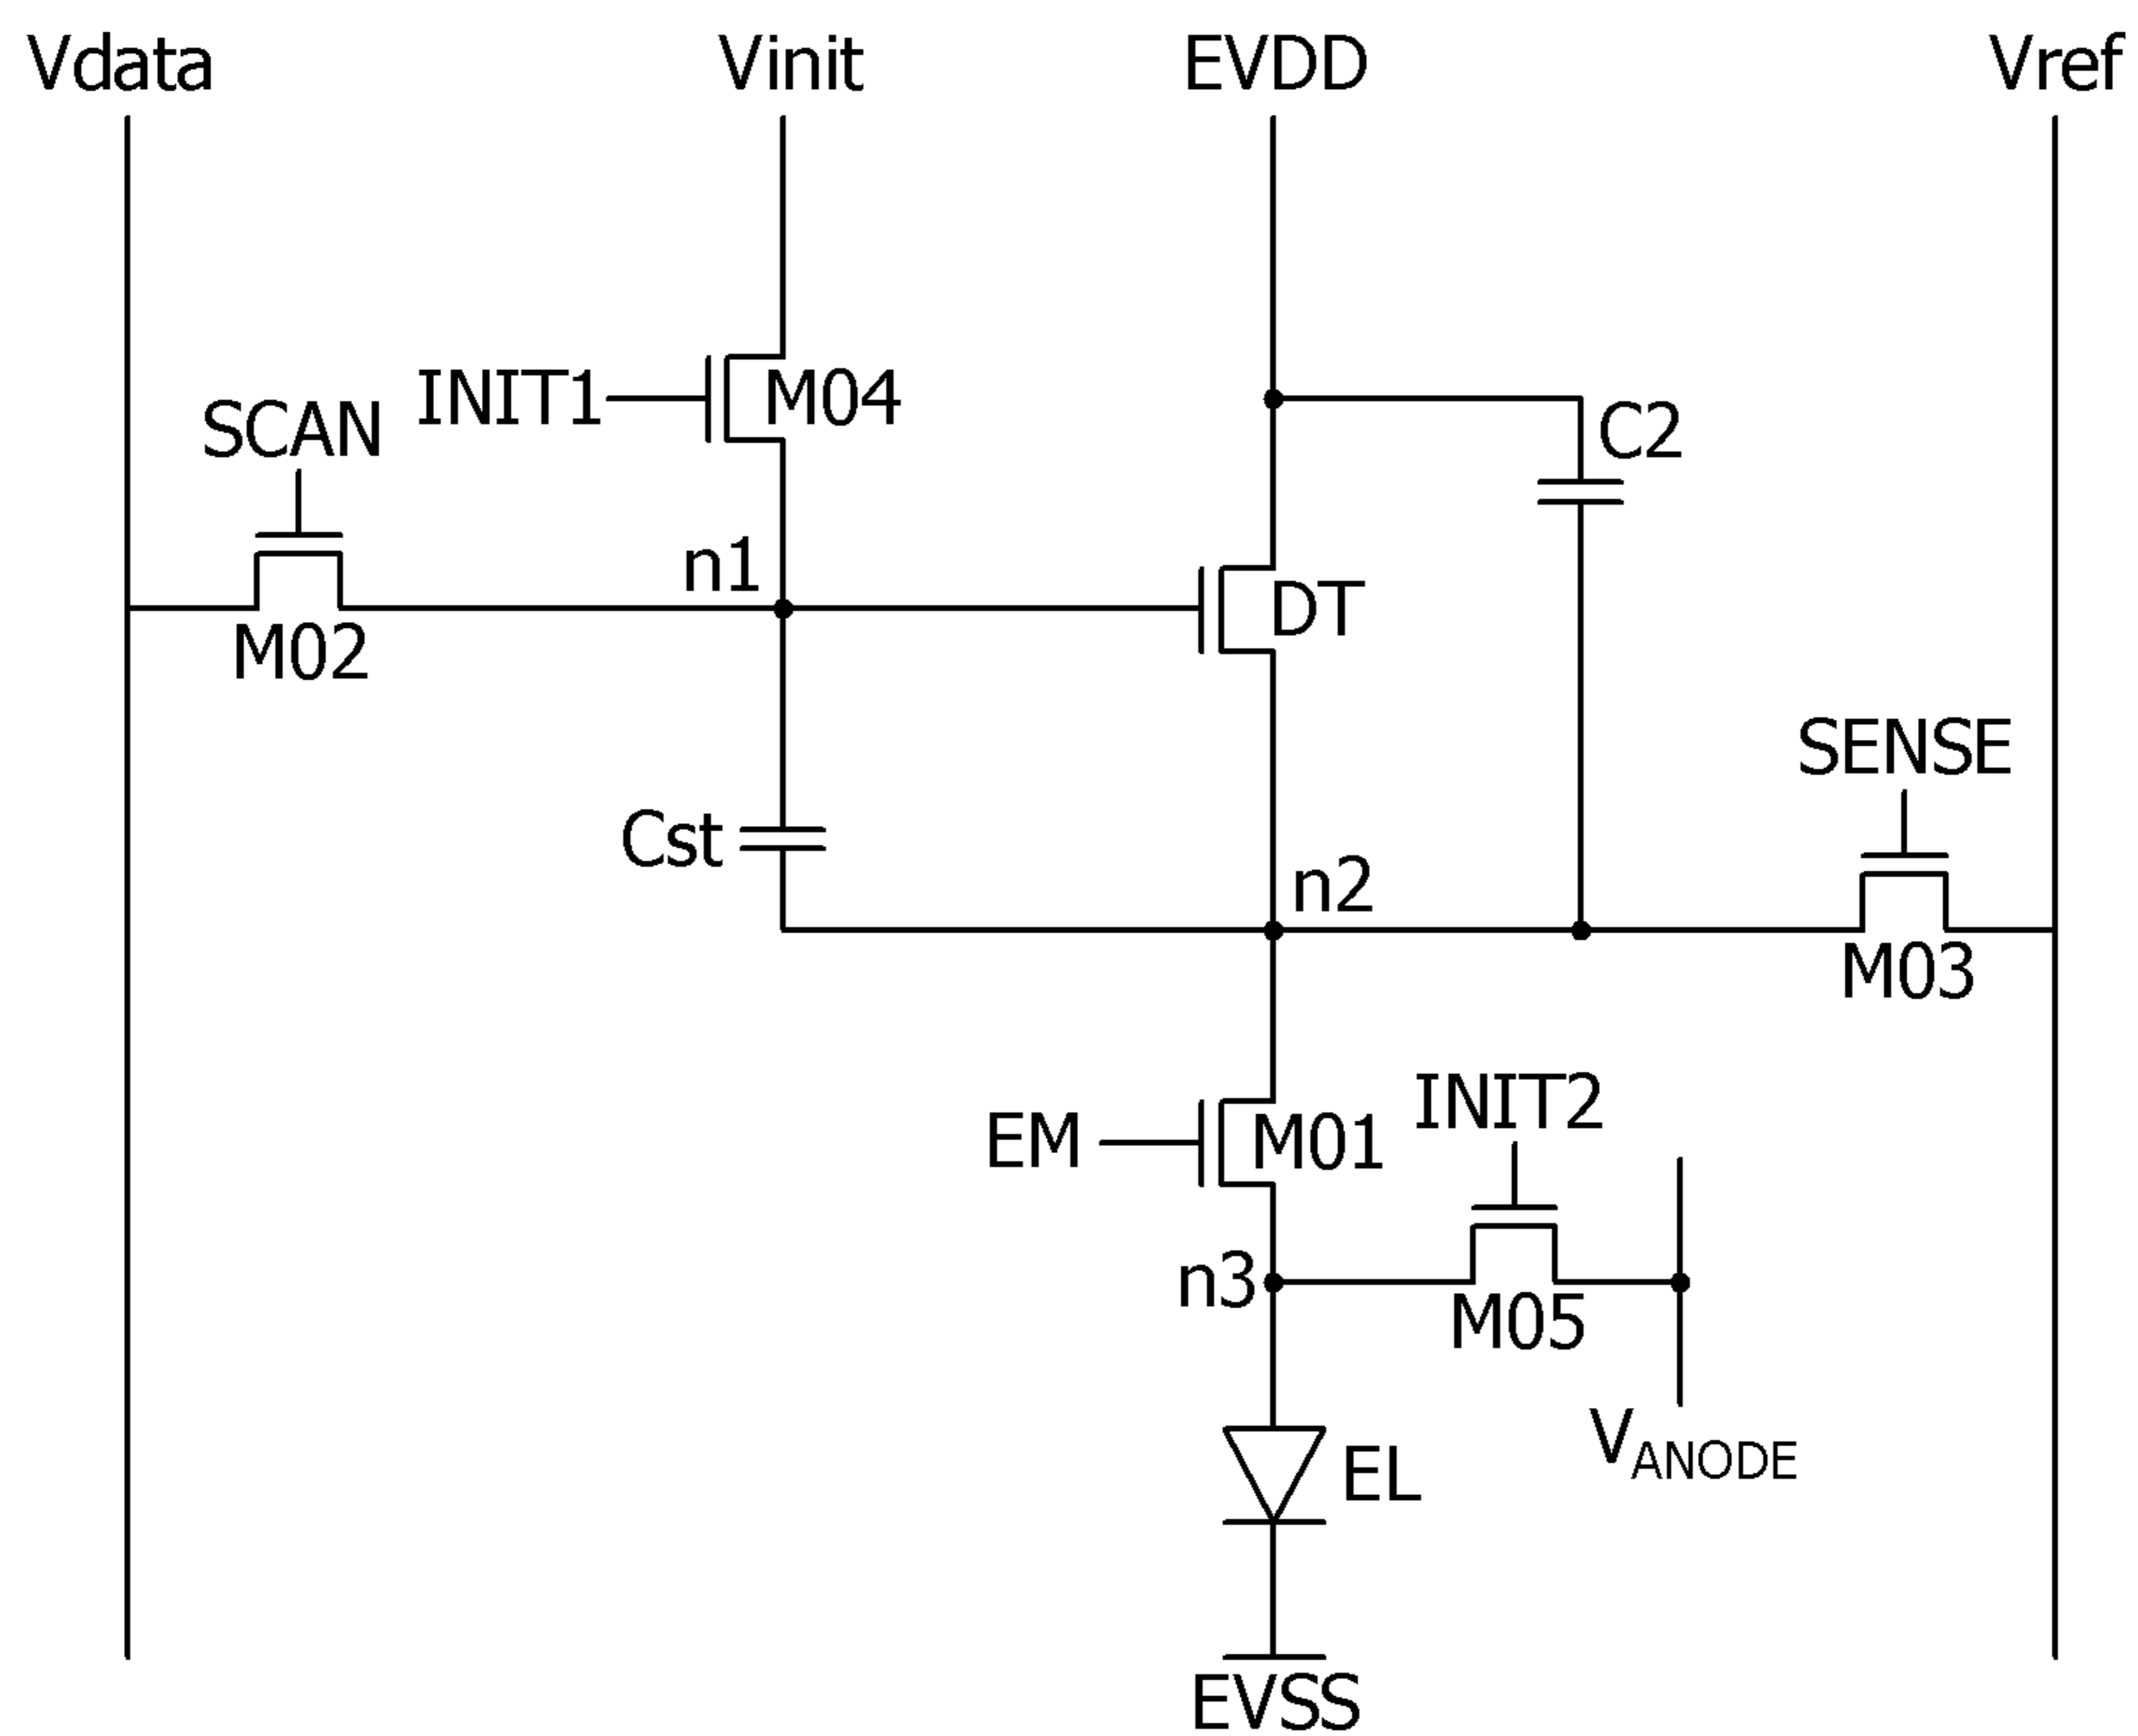 Vdata
Vinit
EVDD
Vref
INIT1
M04
SCAN
C2
n1
DT
M02
SENSE
Cst
n2
M03
INIT2
EM
M01
n3
M05
VANODE
EL
EVSS